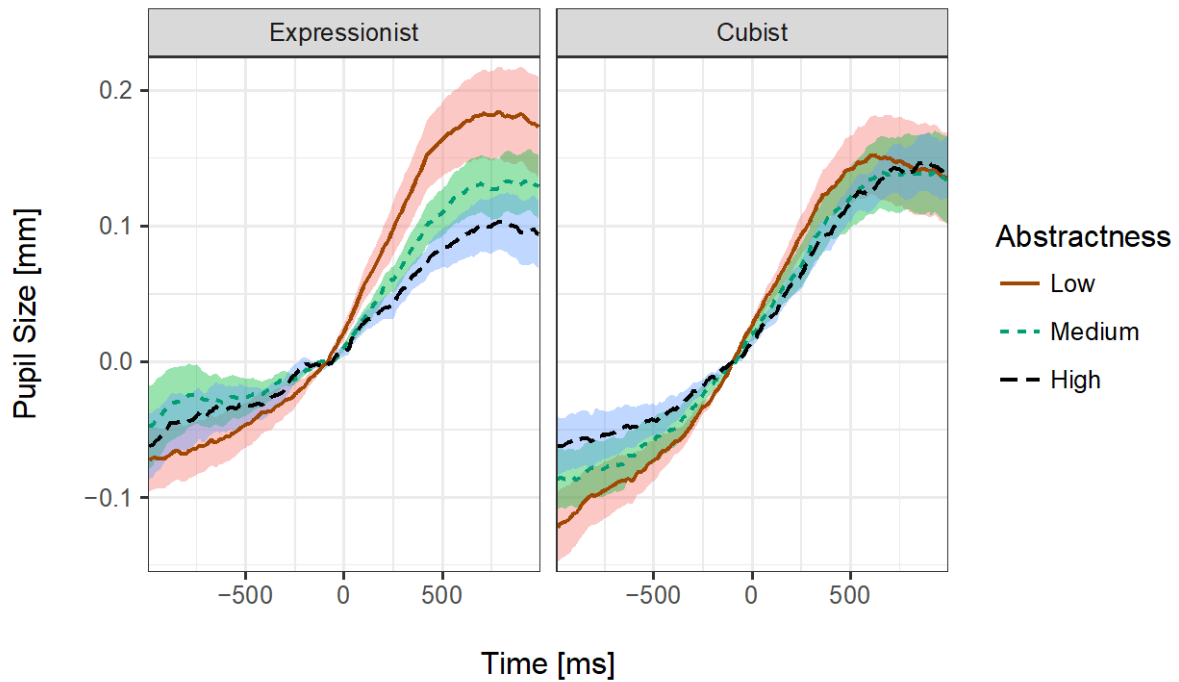 Expressionist
Cubist
Pupil Size [mm]
0.2
0.1
0.0
−0.1
−500
0
500
−500
0
500
Time [ms]
Abstractness
Low
Medium
High